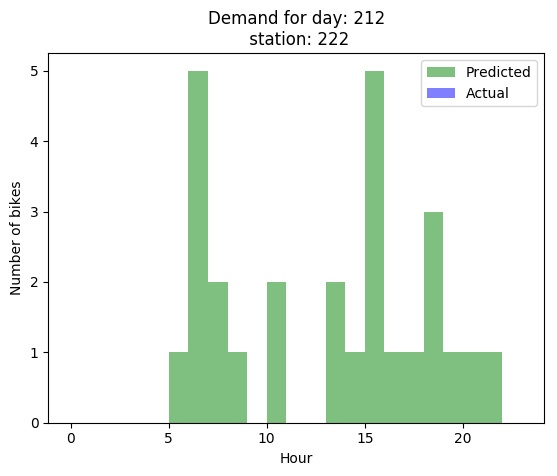 Demand for day: 212
station: 222
Predicted
Actual
5
4
3
2
1
0
Number of bikes
0 5 10 15 20
Hour